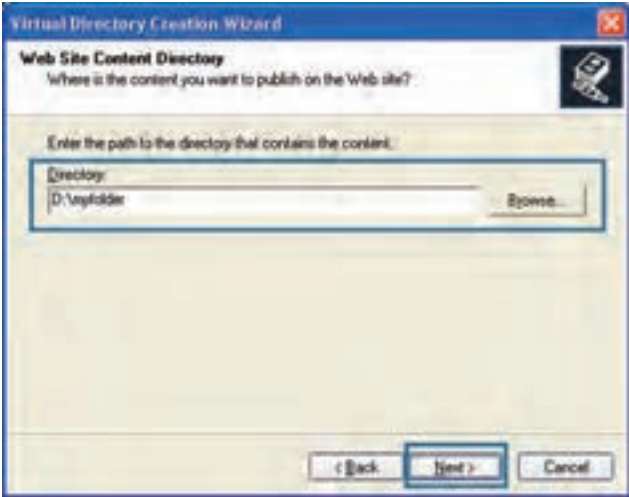 Virtual Directory Creation Wizard
Web Site Content Directory
Where is the content you want to publish on the Web site?
Enter the path to the directory that contains the content.
Directory:
D:\myfolder
Browse...
< Back
Next >
Cancel